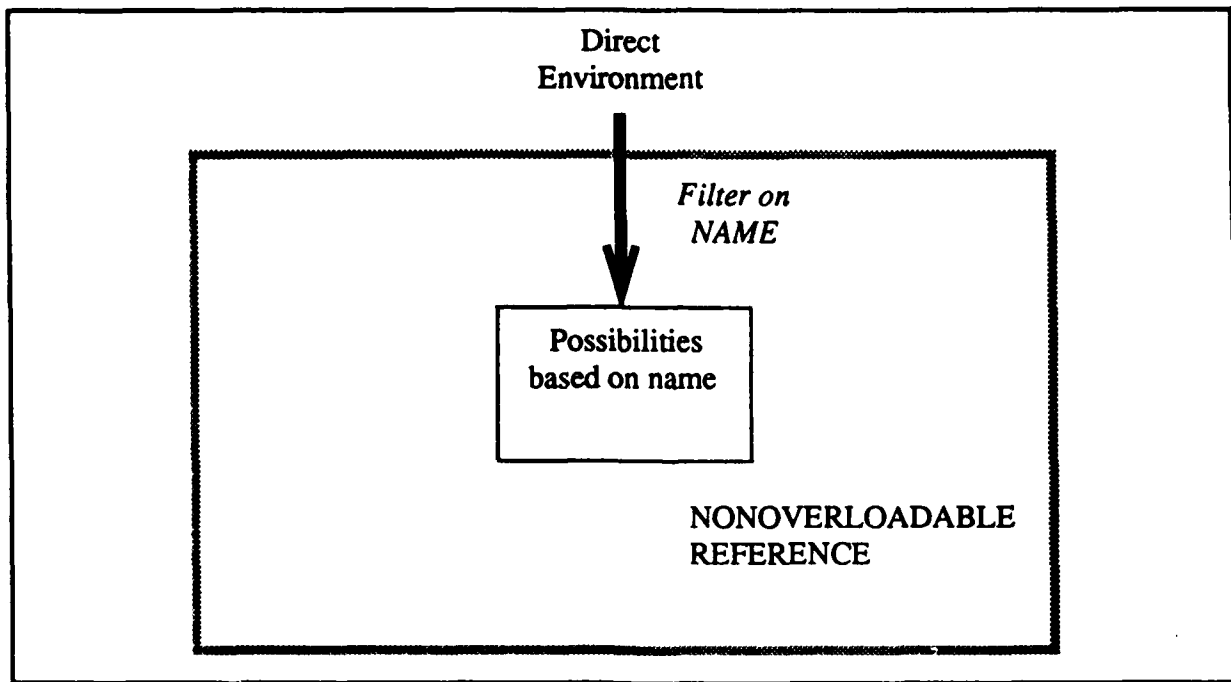 Direct
Environment
Filter on
NAME
Possibilities
based on name
NONOVERLOADABLE
REFERENCE